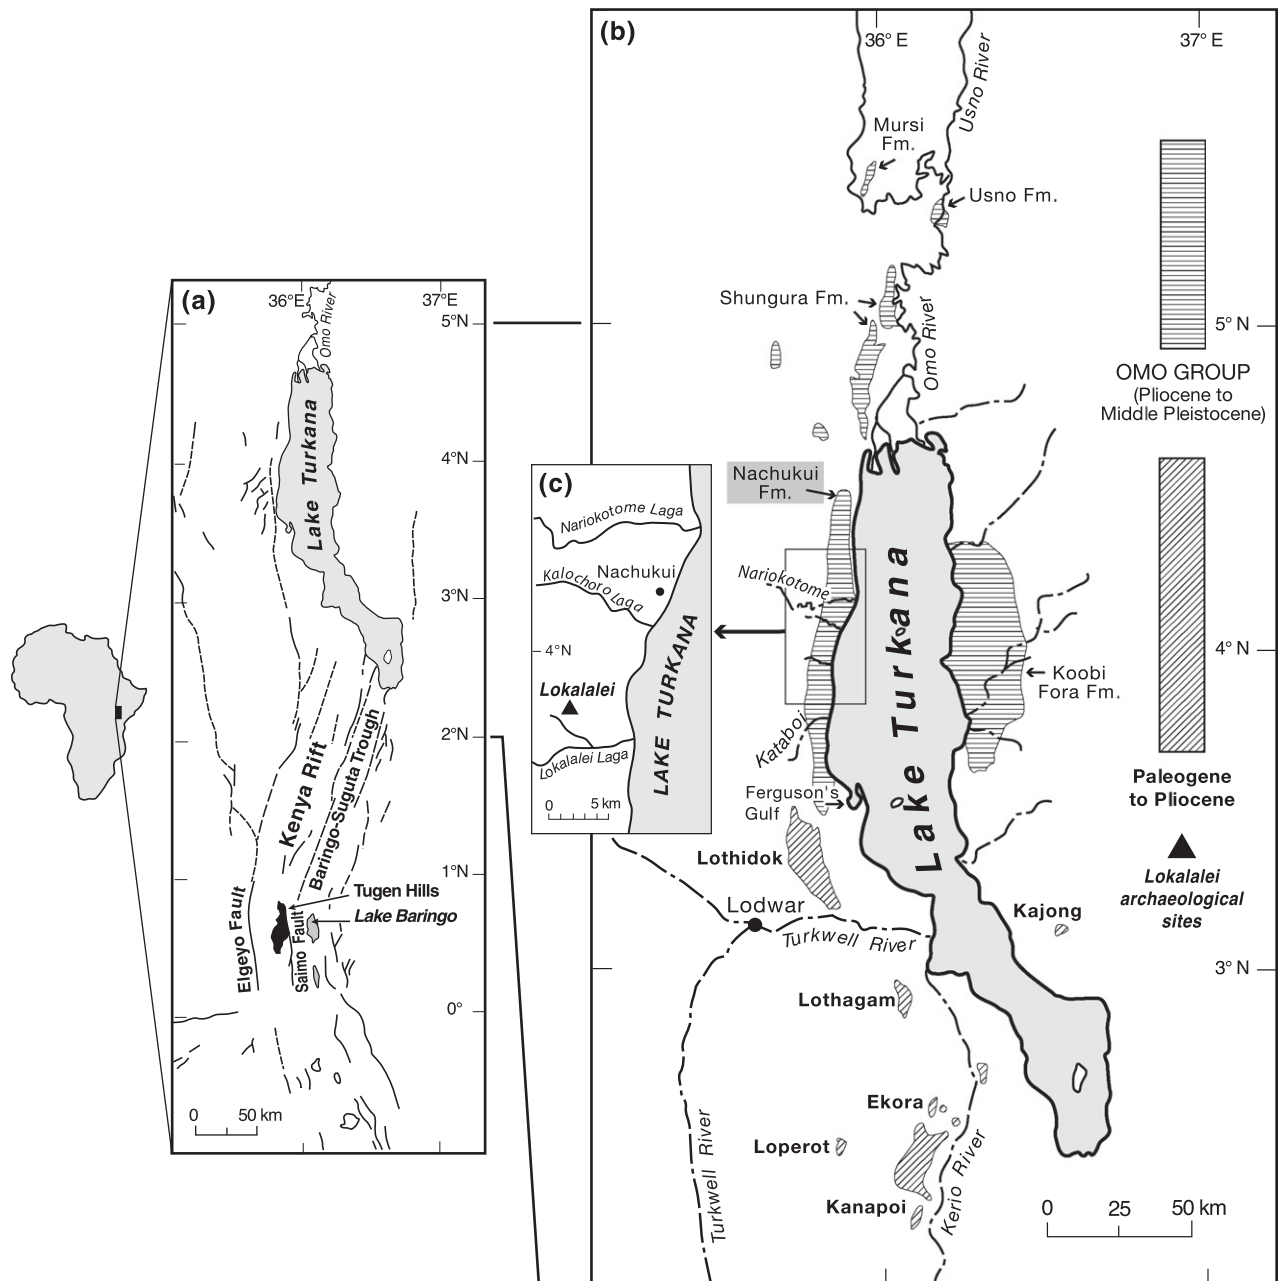 (a)
36°E
37°E
Omo River
5°N
Lake Turkana
4°N
3°N
2°N
Kenya Rift
Baringo-Suguta Trough
1°N
Tugen Hills
Lake Baringo
Elgeyo Fault
Saimo Fault
0°
0
50 km
(b)
36° E
37° E
Usno River
Mursi
Fm.
Usno Fm.
Shungura Fm.
Omo River
5° N
OMO GROUP
(Pliocene to
Middle Pleistocene)
Nachukui
Fm.
Nariokotome
Lake Turkana
4° N
Koobi
Fora Fm.
Kataboi
Ferguson's
Gulf
Paleogene
to Pliocene
Lokalalei
archaeological
sites
Lothidok
Lodwar
Turkwell River
Kajong
3° N
Lothagam
Ekora
Loperot
Kanapoi
Turkwell River
Kerio River
0
25
50 km
(c)
Nariokotome Laga
Kalochoro Laga
Nachukui
4°N
Lokalalei
LAKE TURKANA
Lokalalei Laga
0
5 km